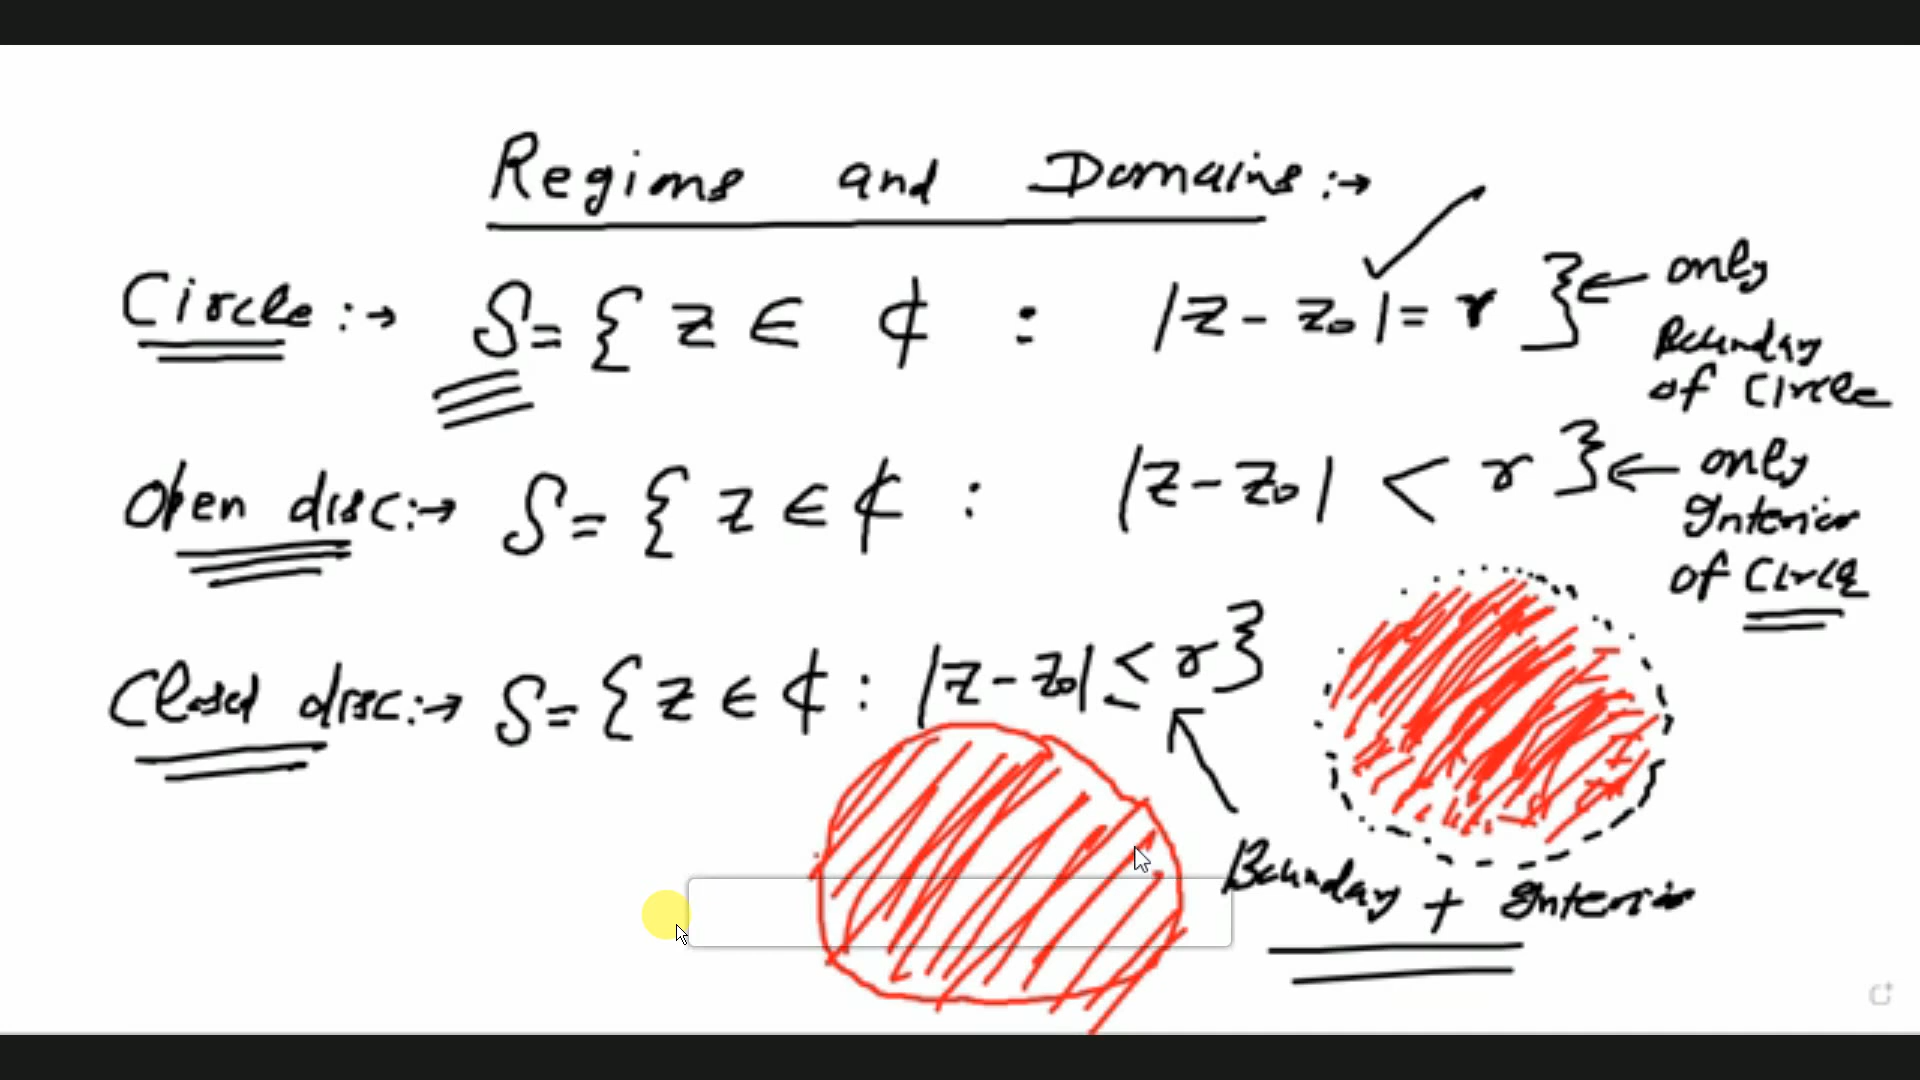 Regions and Domains :→
Circle :→ S = { z ∈ ₵ : |z - z₀| = r } ← only
Boundary
of Circle
Open disc :→ S = { z ∈ ₵ : |z - z₀| < r } ← only
Interior
of Circle
Closed disc :→ S = { z ∈ ₵ : |z - z₀| ≤ r }
Boundary + Interior